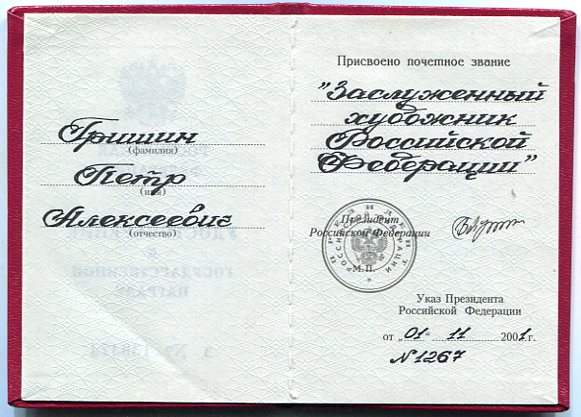 Гришин
(фамилия)
Петр
(имя)
Алексеевич
(отчество)
Присвоено почетное звание
"Заслуженный
художник
Российской
Федерации"
Президент
Российской Федерации
М.П.
Указ Президента
Российской Федерации
от „01“ 11 2001г.
№1267